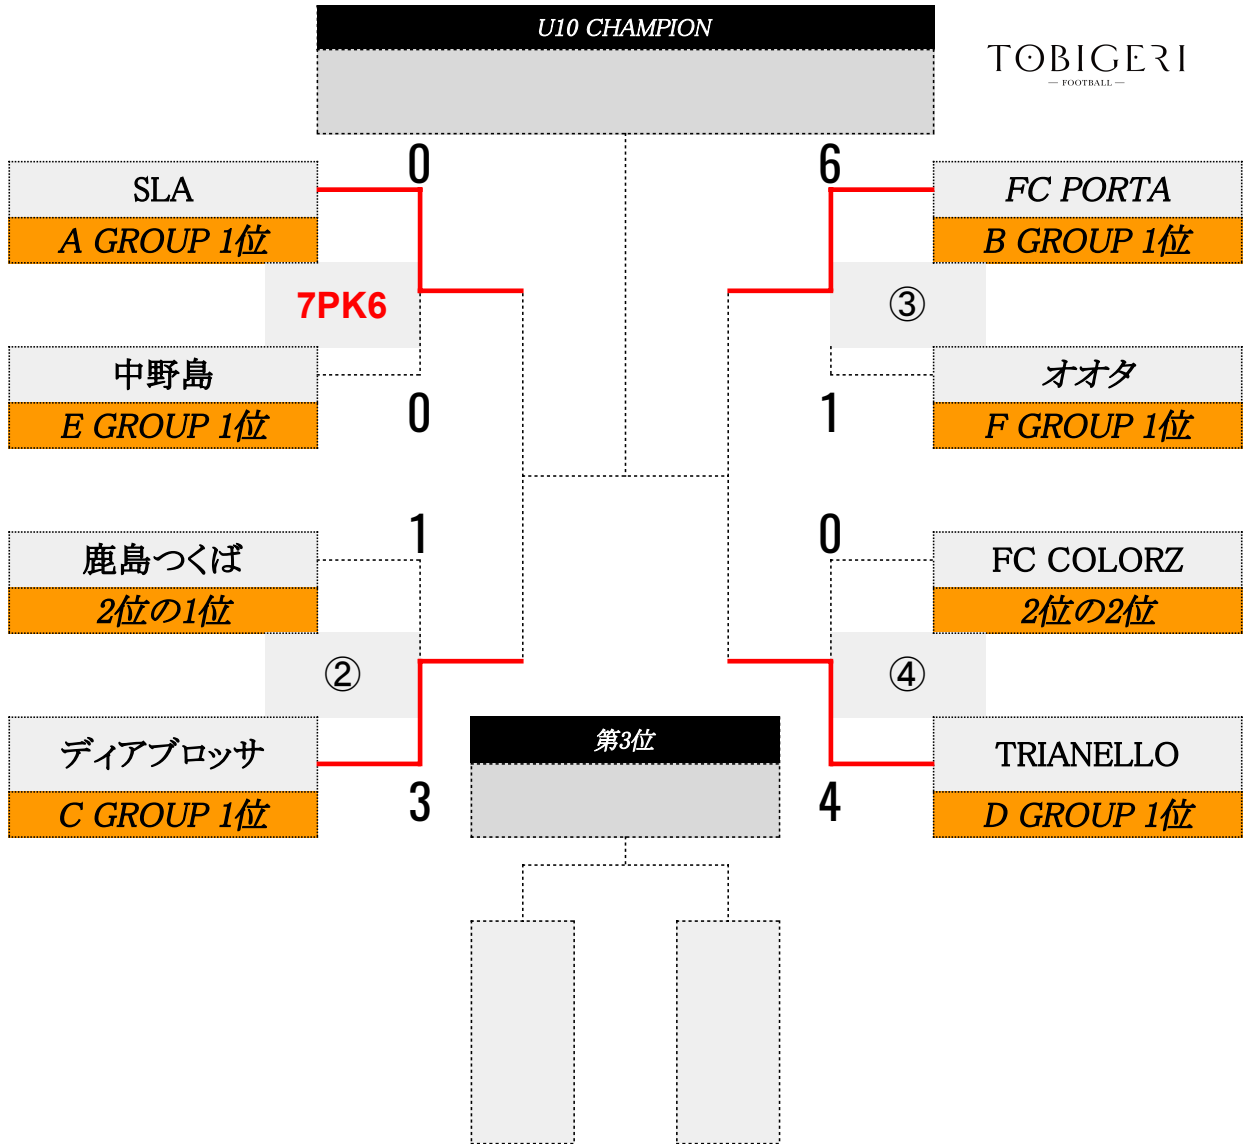 U10 CHAMPION
TOBIGERI
— FOOTBALL —
0
6
SLA
FC PORTA
A GROUP 1位
B GROUP 1位
7PK6
③
中野島
オオタ
0
1
E GROUP 1位
F GROUP 1位
1
0
鹿島つくば
FC COLORZ
2位の1位
2位の2位
②
④
ディアブロッサ
第3位
TRIANELLO
3
4
C GROUP 1位
D GROUP 1位